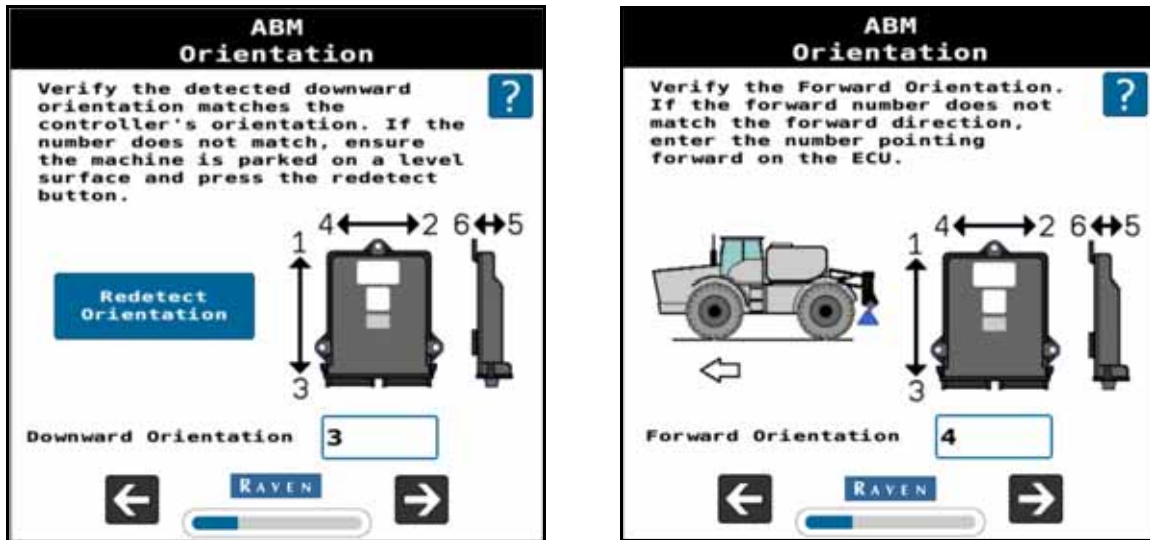 ABM
Orientation
Verify the detected downward
orientation matches the
controller's orientation. If the
number does not match, ensure
the machine is parked on a level
surface and press the redetect
button.
?
4 2 6 5
1
Redetect
Orientation
3
Downward Orientation 3
RAVEN
ABM
Orientation
Verify the Forward Orientation.
If the forward number does not
match the forward direction,
enter the number pointing
forward on the ECU.
?
4 2 6 5
1
3
Forward Orientation 4
RAVEN